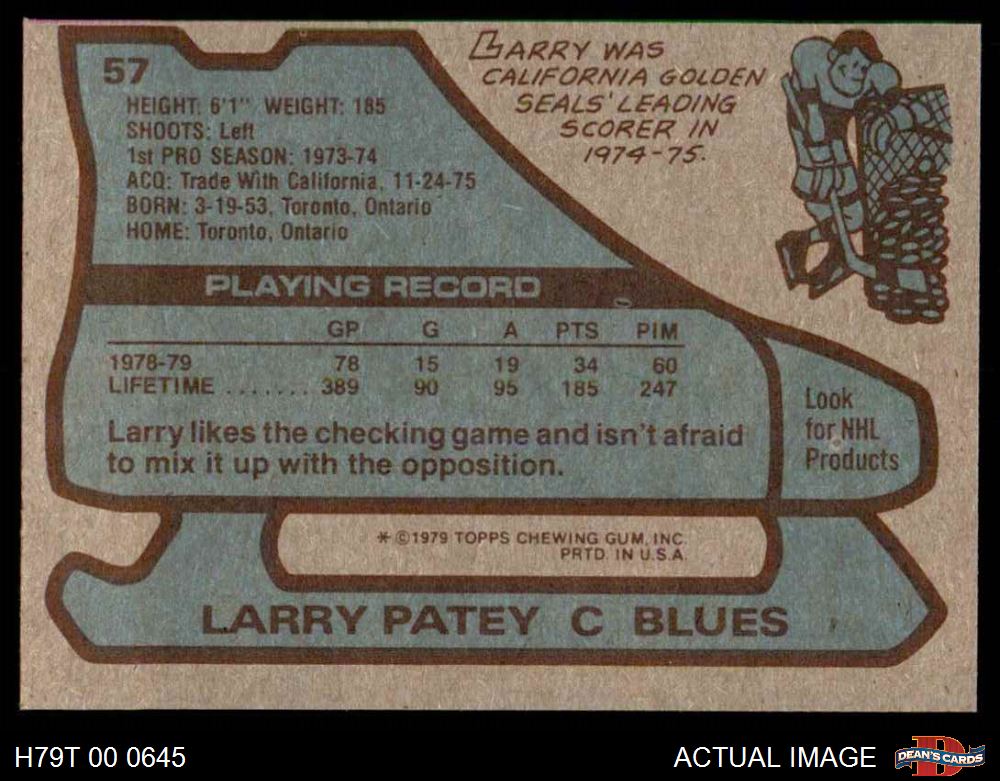 57
HEIGHT: 6'1" WEIGHT: 185
SHOOTS: Left
1st PRO SEASON: 1973-74
ACQ: Trade With California, 11-24-75
BORN: 3-19-53, Toronto, Ontario
HOME: Toronto, Ontario
LARRY WAS
CALIFORNIA GOLDEN
SEALS' LEADING
SCORER IN
1974-75.
PLAYING RECORD
GP G A PTS PIM
1978-79 78 15 19 34 60
LIFETIME ....... 389 90 95 185 247
Larry likes the checking game and isn't afraid
to mix it up with the opposition.
Look
for NHL
Products
* ©1979 TOPPS CHEWING GUM, INC.
PRTD. IN U.S.A.
LARRY PATEY C BLUES
H79T 00 0645
ACTUAL IMAGE
D
DEAN'S CARDS